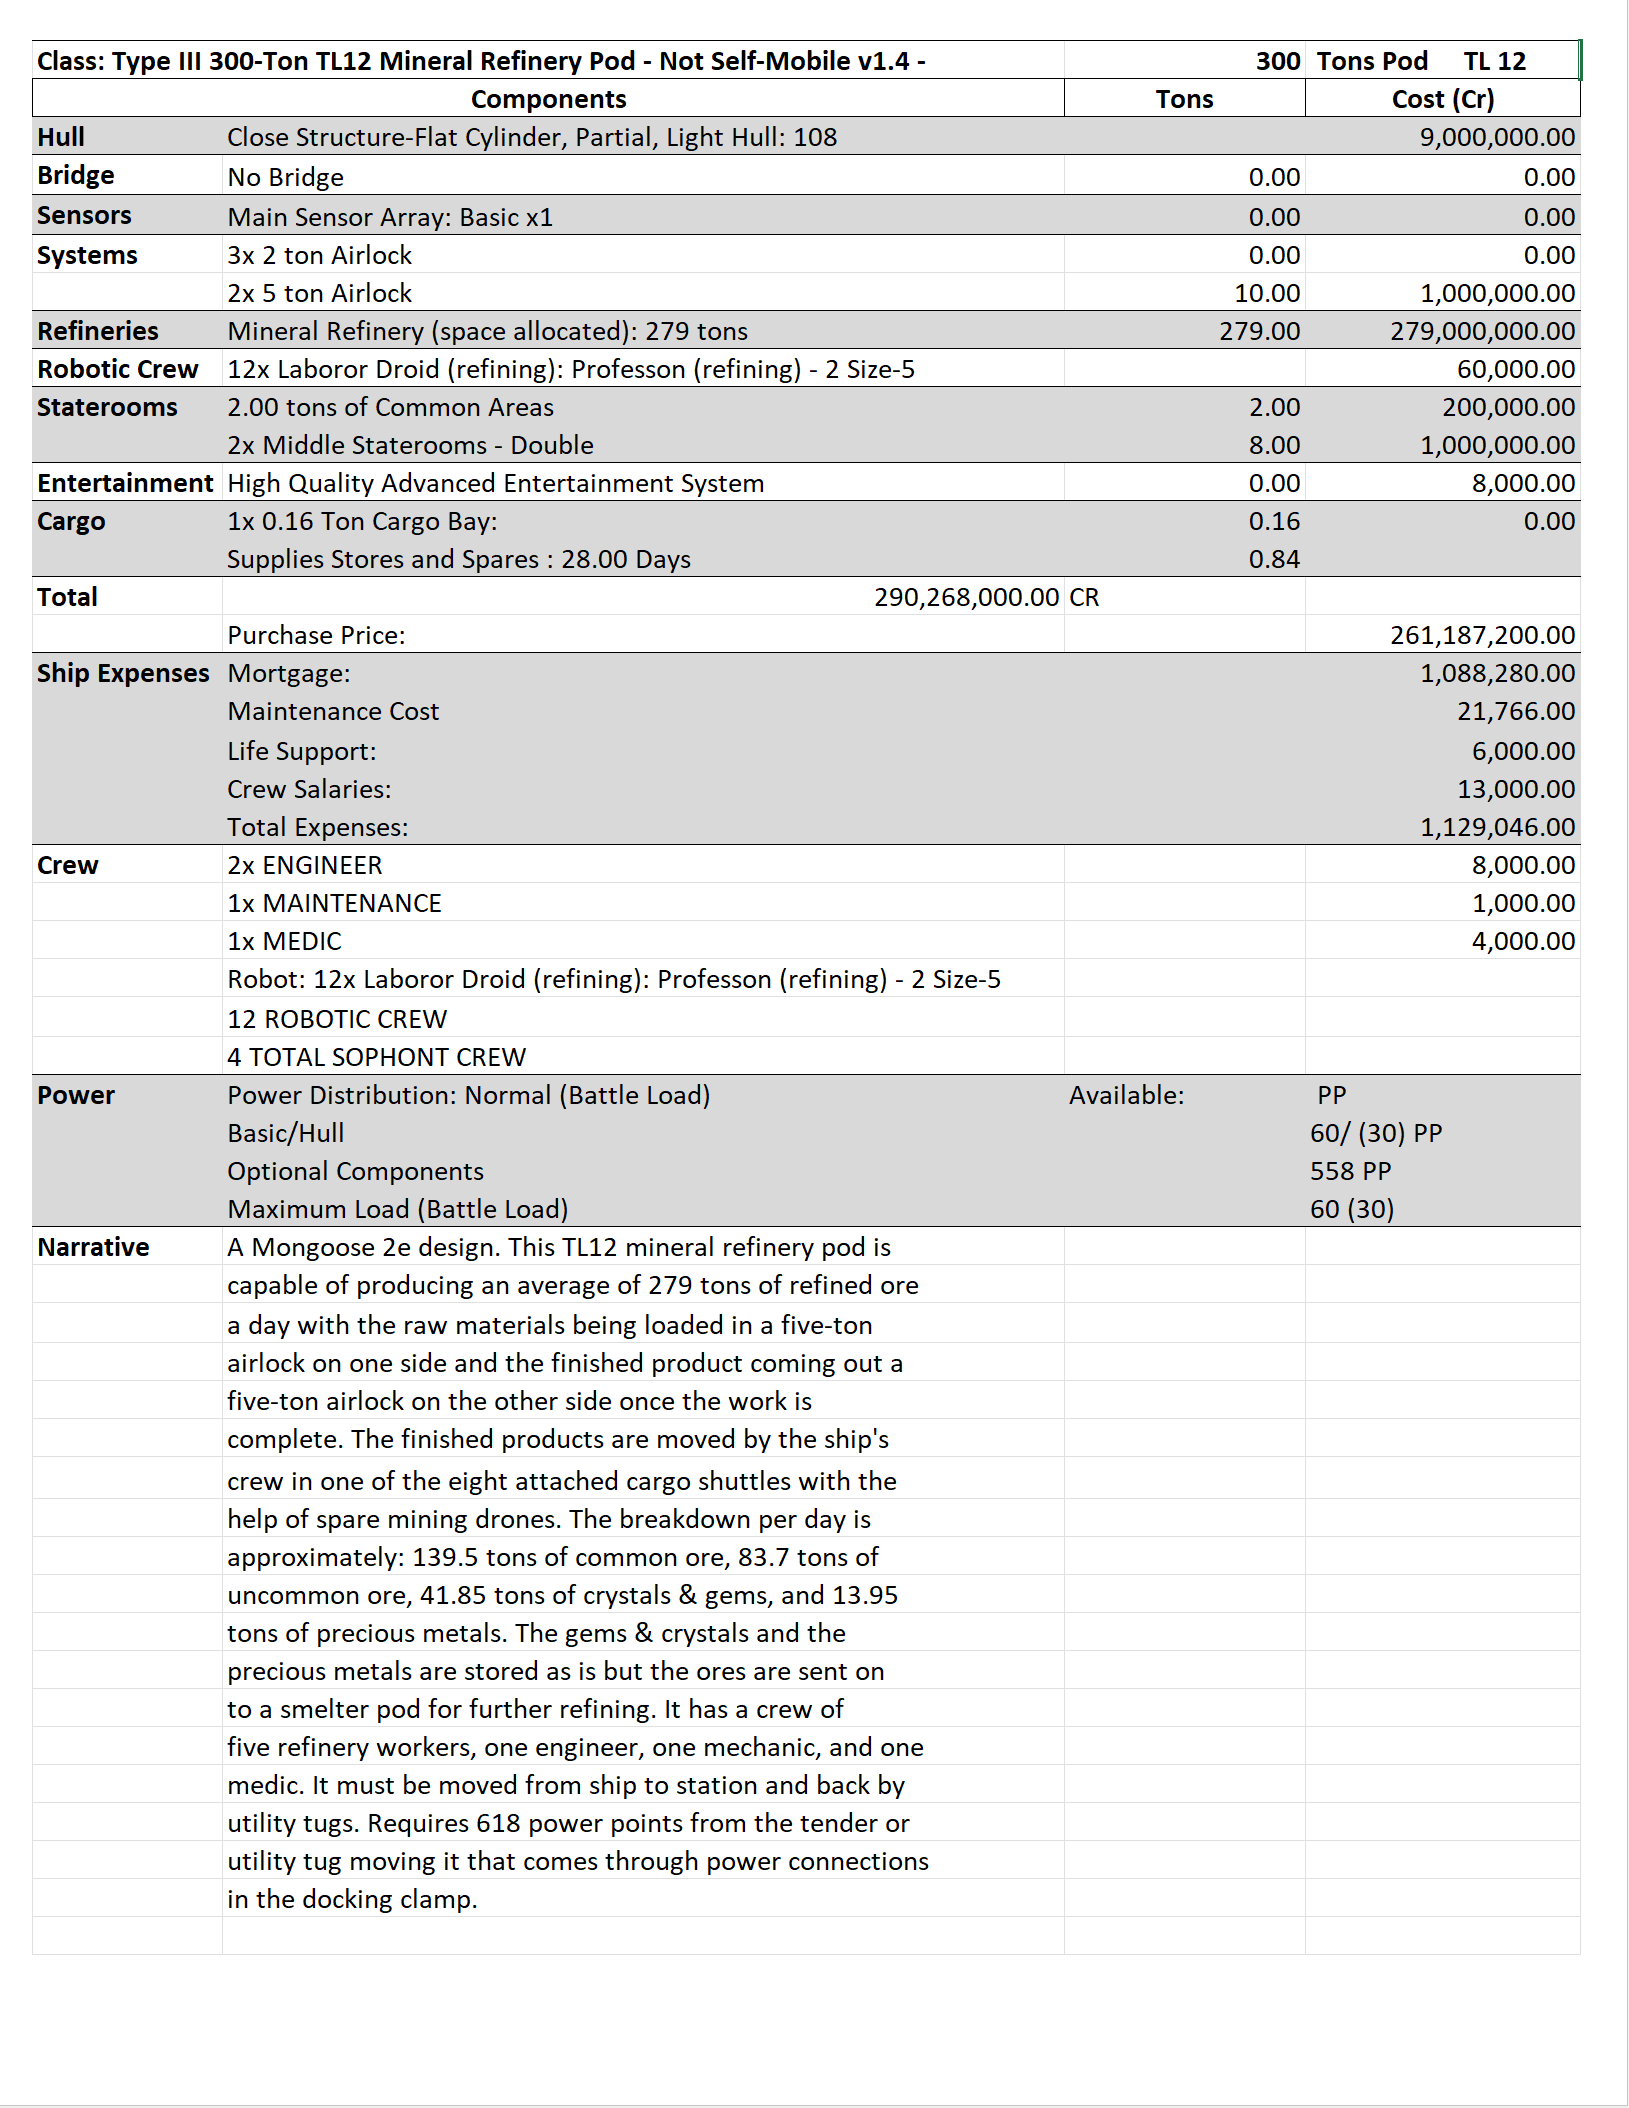 Class: Type III 300-Ton TL12 Mineral Refinery Pod - Not Self-Mobile v1.4 - 300 Tons Pod TL 12
Components Tons Cost (Cr)
Hull Close Structure-Flat Cylinder, Partial, Light Hull: 108 9,000,000.00
Bridge No Bridge 0.00 0.00
Sensors Main Sensor Array: Basic x1 0.00 0.00
Systems 3x 2 ton Airlock 0.00 0.00
2x 5 ton Airlock 10.00 1,000,000.00
Refineries Mineral Refinery (space allocated): 279 tons 279.00 279,000,000.00
Robotic Crew 12x Laboror Droid (refining): Professon (refining) - 2 Size-5 60,000.00
Staterooms 2.00 tons of Common Areas 2.00 200,000.00
2x Middle Staterooms - Double 8.00 1,000,000.00
Entertainment High Quality Advanced Entertainment System 0.00 8,000.00
Cargo 1x 0.16 Ton Cargo Bay: 0.16 0.00
Supplies Stores and Spares : 28.00 Days 0.84
Total 290,268,000.00 CR
Purchase Price: 261,187,200.00
Ship Expenses Mortgage: 1,088,280.00
Maintenance Cost 21,766.00
Life Support: 6,000.00
Crew Salaries: 13,000.00
Total Expenses: 1,129,046.00
Crew 2x ENGINEER 8,000.00
1x MAINTENANCE 1,000.00
1x MEDIC 4,000.00
Robot: 12x Laboror Droid (refining): Professon (refining) - 2 Size-5
12 ROBOTIC CREW
4 TOTAL SOPHONT CREW
Power Power Distribution: Normal (Battle Load) Available: PP
Basic/Hull 60/ (30) PP
Optional Components 558 PP
Maximum Load (Battle Load) 60 (30)
Narrative A Mongoose 2e design. This TL12 mineral refinery pod is
capable of producing an average of 279 tons of refined ore
a day with the raw materials being loaded in a five-ton
airlock on one side and the finished product coming out a
five-ton airlock on the other side once the work is
complete. The finished products are moved by the ship's
crew in one of the eight attached cargo shuttles with the
help of spare mining drones. The breakdown per day is
approximately: 139.5 tons of common ore, 83.7 tons of
uncommon ore, 41.85 tons of crystals & gems, and 13.95
tons of precious metals. The gems & crystals and the
precious metals are stored as is but the ores are sent on
to a smelter pod for further refining. It has a crew of
five refinery workers, one engineer, one mechanic, and one
medic. It must be moved from ship to station and back by
utility tugs. Requires 618 power points from the tender or
utility tug moving it that comes through power connections
in the docking clamp.